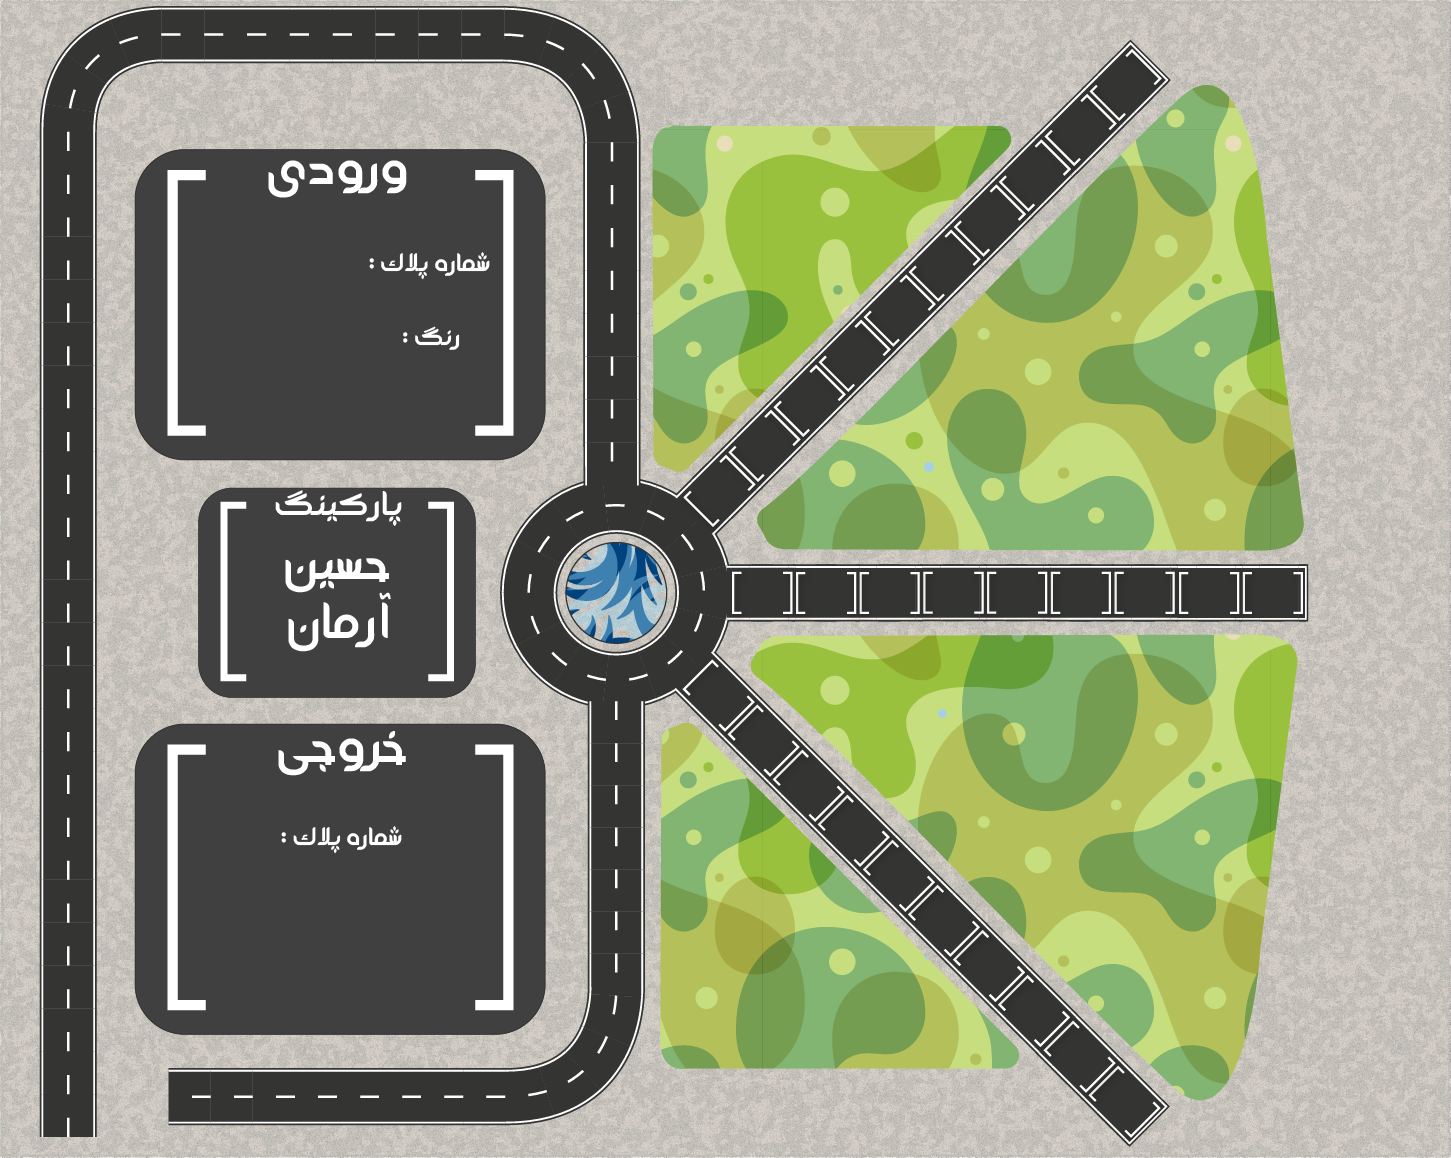 ورودی
شماره پلاک :
رنگ :
پارکینگ
حسین
آرمان
خروجی
شماره پلاک :